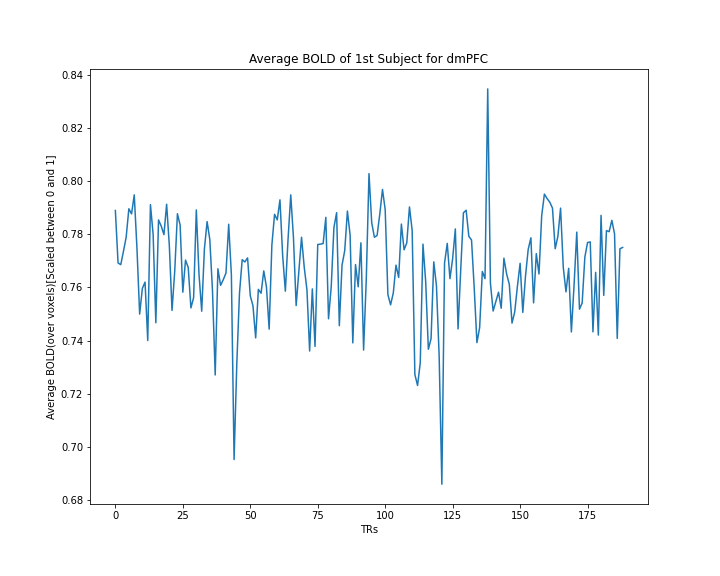 Average BOLD of 1st Subject for dmPFC
Average BOLD(over voxels)[Scaled between 0 and 1]
0.84
0.82
0.80
0.78
0.76
0.74
0.72
0.70
0.68
0 25 50 75 100 125 150 175
TRs